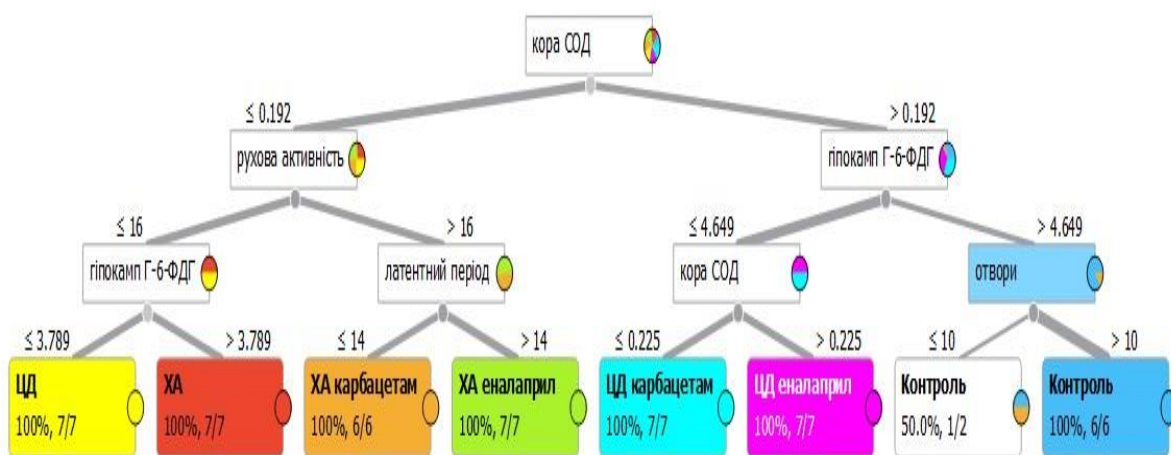 кора СОД
≤ 0.192
> 0.192
рухова активність
гіпокамп Г-6-ФДГ
≤ 16
> 16
≤ 4.649
> 4.649
гіпокамп Г-6-ФДГ
латентний період
кора СОД
отвори
≤ 3.789
> 3.789
≤ 14
> 14
≤ 0.225
> 0.225
≤ 10
> 10
ЦД
100%, 7/7
ХА
100%, 7/7
ХА карбацетам
100%, 6/6
ХА еналаприл
100%, 7/7
ЦД карбацетам
100%, 7/7
ЦД еналаприл
100%, 7/7
Контроль
50.0%, 1/2
Контроль
100%, 6/6